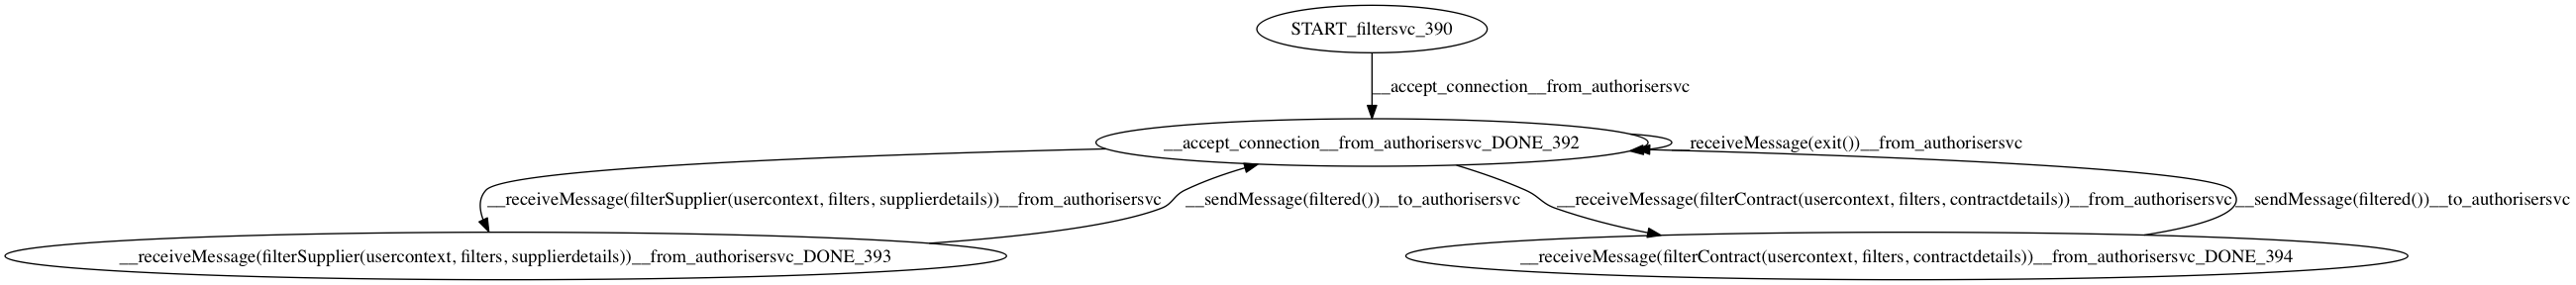 START_filtersvc_390
__accept_connection__from_authorisersvc
__accept_connection__from_authorisersvc_DONE_392
__receiveMessage(exit())__from_authorisersvc
__receiveMessage(filterSupplier(usercontext, filters, supplierdetails))__from_authorisersvc
__sendMessage(filtered())__to_authorisersvc
__receiveMessage(filterContract(usercontext, filters, contractdetails))__from_authorisersvc
__sendMessage(filtered())__to_authorisersvc
__receiveMessage(filterSupplier(usercontext, filters, supplierdetails))__from_authorisersvc_DONE_393
__receiveMessage(filterContract(usercontext, filters, contractdetails))__from_authorisersvc_DONE_394